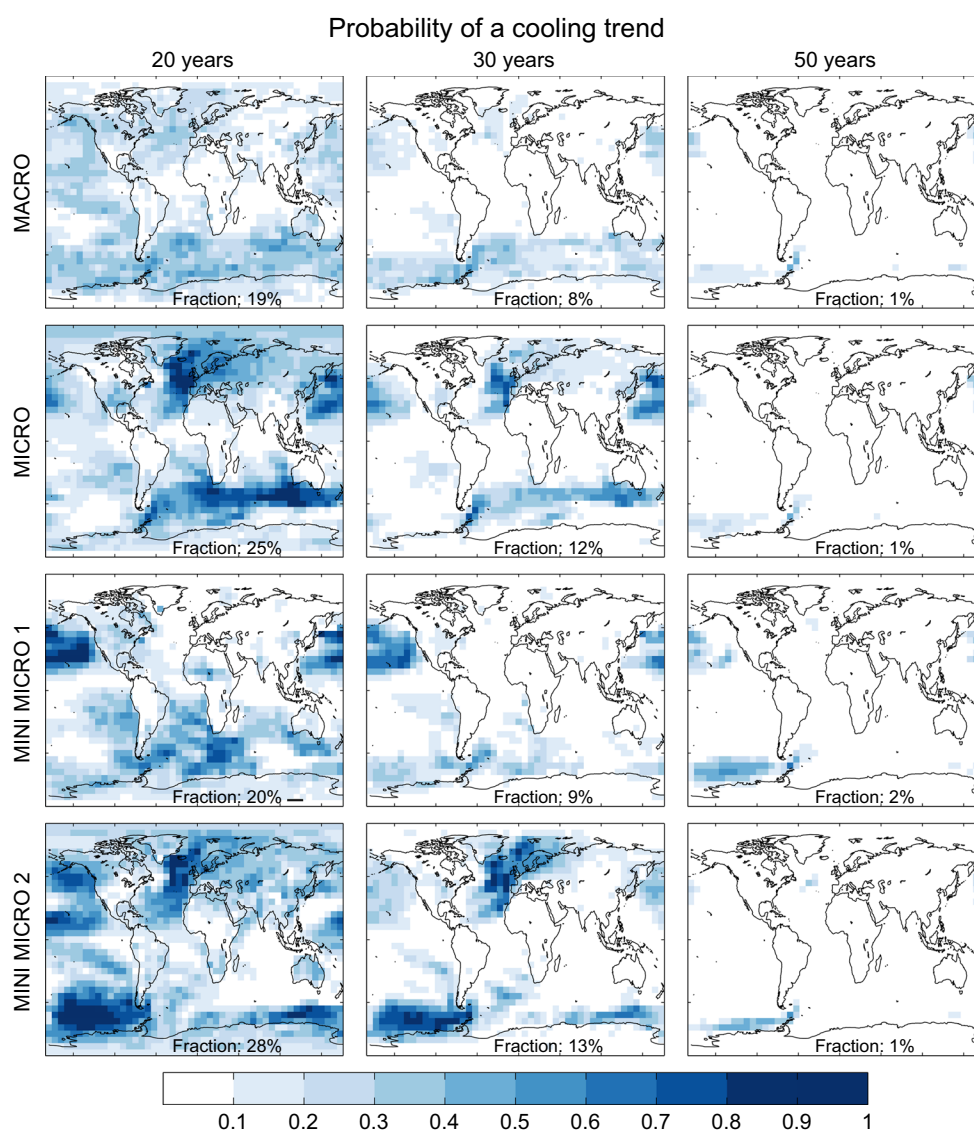 Probability of a cooling trend
20 years 30 years 50 years
MACRO
Fraction; 19% Fraction; 8% Fraction; 1%
MICRO
Fraction; 25% Fraction; 12% Fraction; 1%
MINI MICRO 1
Fraction; 20% Fraction; 9% Fraction; 2%
MINI MICRO 2
Fraction; 28% Fraction; 13% Fraction; 1%
0.1 0.2 0.3 0.4 0.5 0.6 0.7 0.8 0.9 1